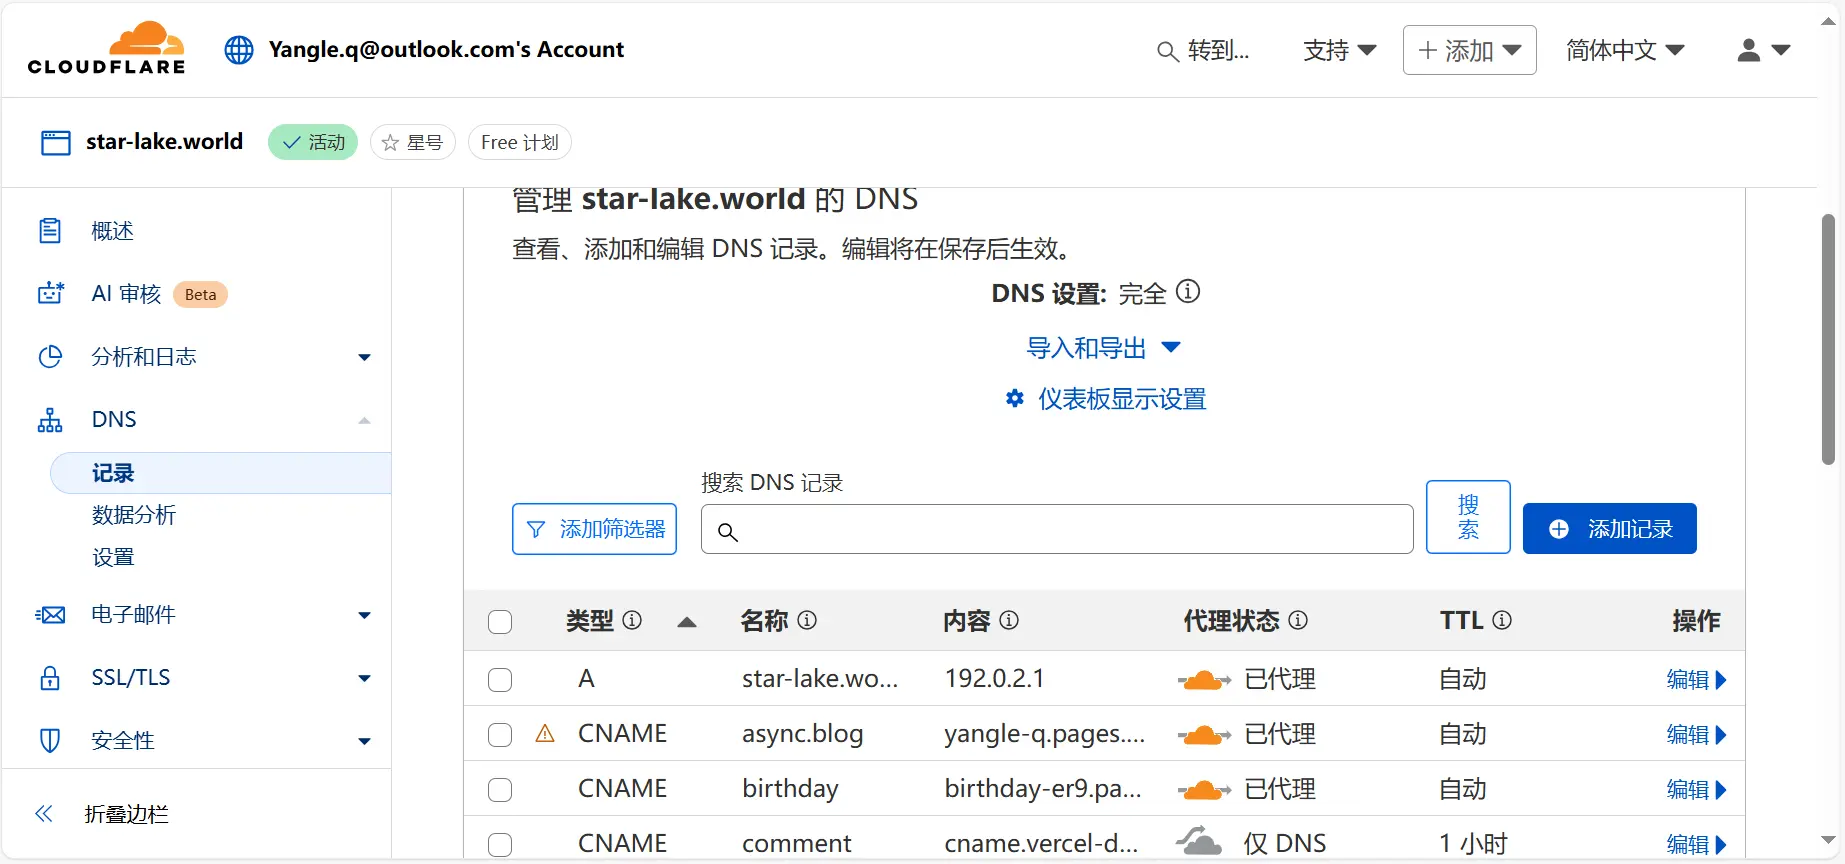 CLOUDFLARE
Yangle.q@outlook.com's Account
转到...
支持
添加
简体中文
star-lake.world
活动
星号
Free 计划
概述
AI 审核
Beta
分析和日志
DNS
记录
数据分析
设置
电子邮件
SSL/TLS
安全性
折叠边栏
管理 star-lake.world 的 DNS
查看、添加和编辑 DNS 记录。编辑将在保存后生效。
DNS 设置: 完全
导入和导出
仪表板显示设置
添加筛选器
搜索 DNS 记录
搜
索
添加记录
类型 名称 内容 代理状态 TTL 操作
A star-lake.wo... 192.0.2.1 已代理 自动 编辑
CNAME async.blog yangle-q.pages.... 已代理 自动 编辑
CNAME birthday birthday-er9.pa... 已代理 自动 编辑
CNAME comment cname.vercel-d... 仅 DNS 1 小时 编辑